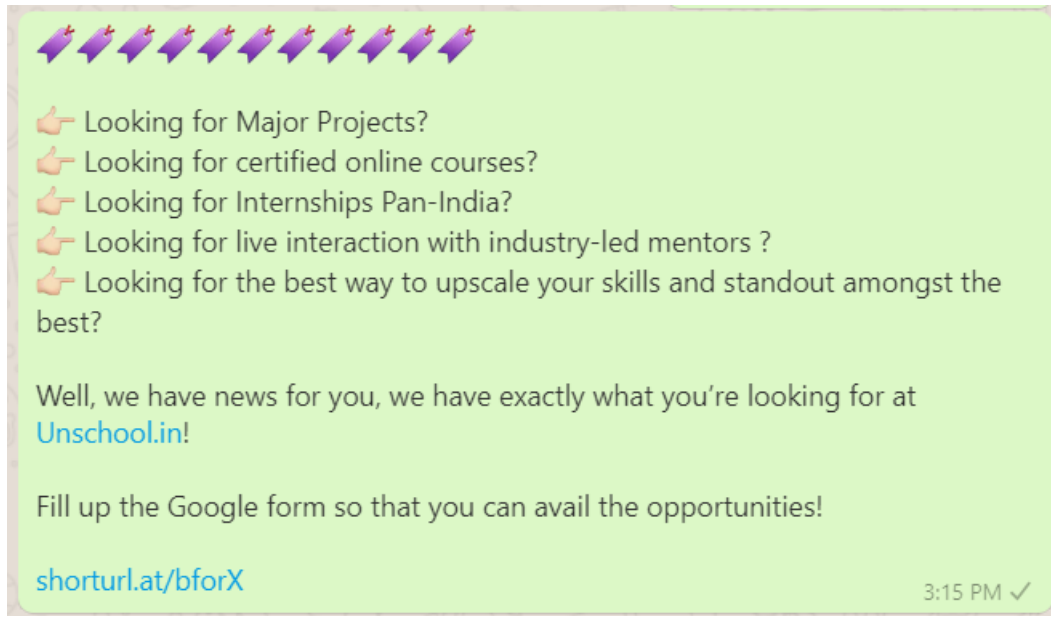 👉🏻 Looking for Major Projects?
👉🏻 Looking for certified online courses?
👉🏻 Looking for Internships Pan-India?
👉🏻 Looking for live interaction with industry-led mentors ?
👉🏻 Looking for the best way to upscale your skills and standout amongst the
best?
Well, we have news for you, we have exactly what you’re looking for at
Unschool.in!
Fill up the Google form so that you can avail the opportunities!
shorturl.at/bforX
3:15 PM ✓